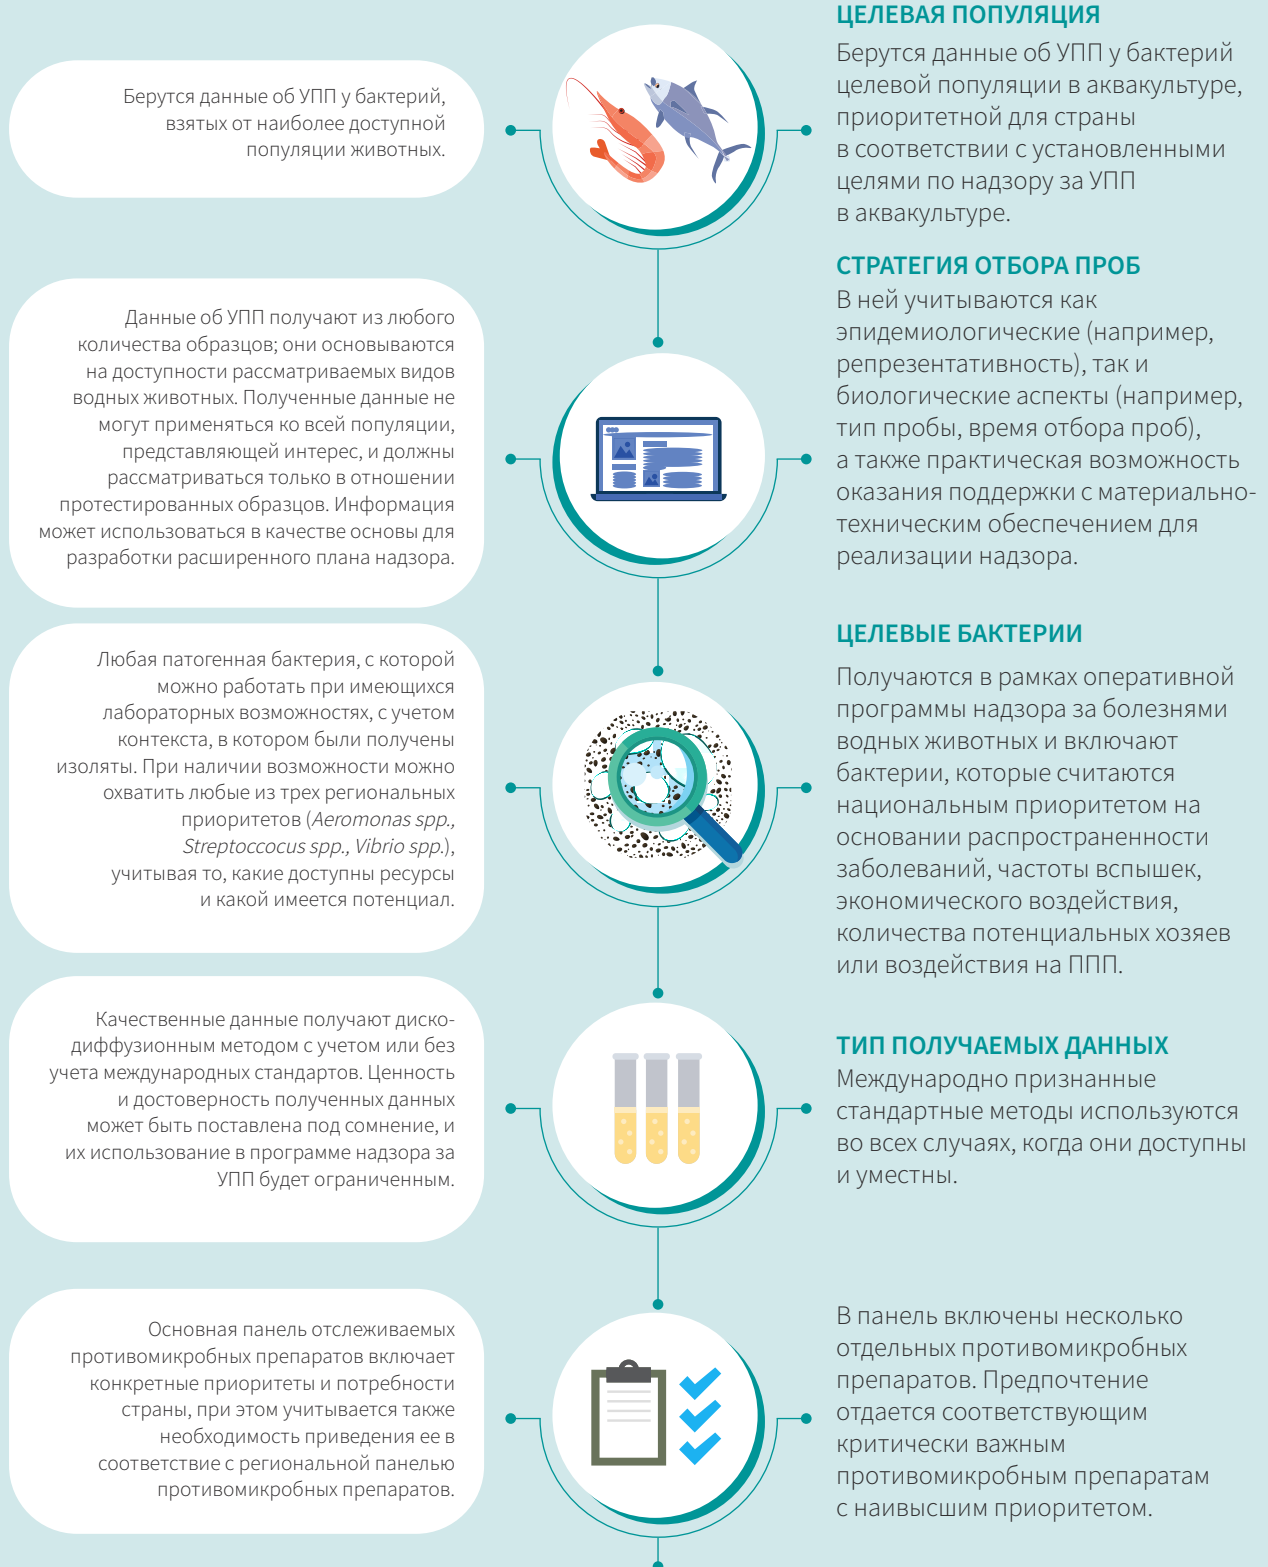 ЦЕЛЕВАЯ ПОПУЛЯЦИЯ
Берутся данные об УПП у бактерий
целевой популяции в аквакультуре,
приоритетной для страны
в соответствии с установленными
целями по надзору за УПП
в аквакультуре.
Берутся данные об УПП у бактерий,
взятых от наиболее доступной
популяции животных.
СТРАТЕГИЯ ОТБОРА ПРОБ
В ней учитываются как
эпидемиологические (например,
репрезентативность), так и
биологические аспекты (например,
тип пробы, время отбора проб),
а также практическая возможность
оказания поддержки с материально-
техническим обеспечением для
реализации надзора.
Данные об УПП получают из любого
количества образцов; они основываются
на доступности рассматриваемых видов
водных животных. Полученные данные не
могут применяться ко всей популяции,
представляющей интерес, и должны
рассматриваться только в отношении
протестированных образцов. Информация
может использоваться в качестве основы для
разработки расширенного плана надзора.
ЦЕЛЕВЫЕ БАКТЕРИИ
Получаются в рамках оперативной
программы надзора за болезнями
водных животных и включают
бактерии, которые считаются
национальным приоритетом на
основании распространенности
заболеваний, частоты вспышек,
экономического воздействия,
количества потенциальных хозяев
или воздействия на ППП.
Любая патогенная бактерия, с которой
можно работать при имеющихся
лабораторных возможностях, с учетом
контекста, в котором были получены
изоляты. При наличии возможности можно
охватить любые из трех региональных
приоритетов (Aeromonas spp.,
Streptoccocus spp., Vibrio spp.),
учитывая то, какие доступны ресурсы
и какой имеется потенциал.
ТИП ПОЛУЧАЕМЫХ ДАННЫХ
Международно признанные
стандартные методы используются
во всех случаях, когда они доступны
и уместны.
Качественные данные получают диско-
диффузионным методом с учетом или без
учета международных стандартов. Ценность
и достоверность полученных данных
может быть поставлена под сомнение, и
их использование в программе надзора за
УПП будет ограниченным.
В панель включены несколько
отдельных противомикробных
препаратов. Предпочтение
отдается соответствующим
критически важным
противомикробным препаратам
с наивысшим приоритетом.
Основная панель отслеживаемых
противомикробных препаратов включает
конкретные приоритеты и потребности
страны, при этом учитывается также
необходимость приведения ее в
соответствие с региональной панелью
противомикробных препаратов.